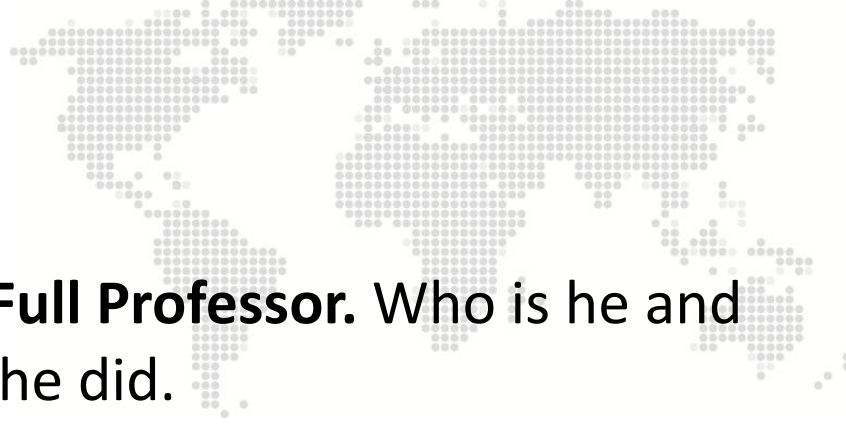 Full Professor. Who is he and
he did.